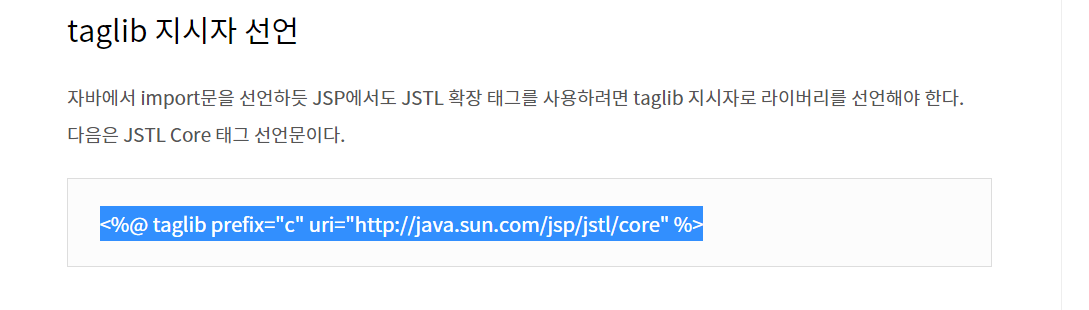 taglib 지시자 선언
자바에서 import문을 선언하듯 JSP에서도 JSTL 확장 태그를 사용하려면 taglib 지시자로 라이버리를 선언해야 한다.
다음은 JSTL Core 태그 선언문이다.
<%@ taglib prefix="c" uri="http://java.sun.com/jsp/jstl/core" %>